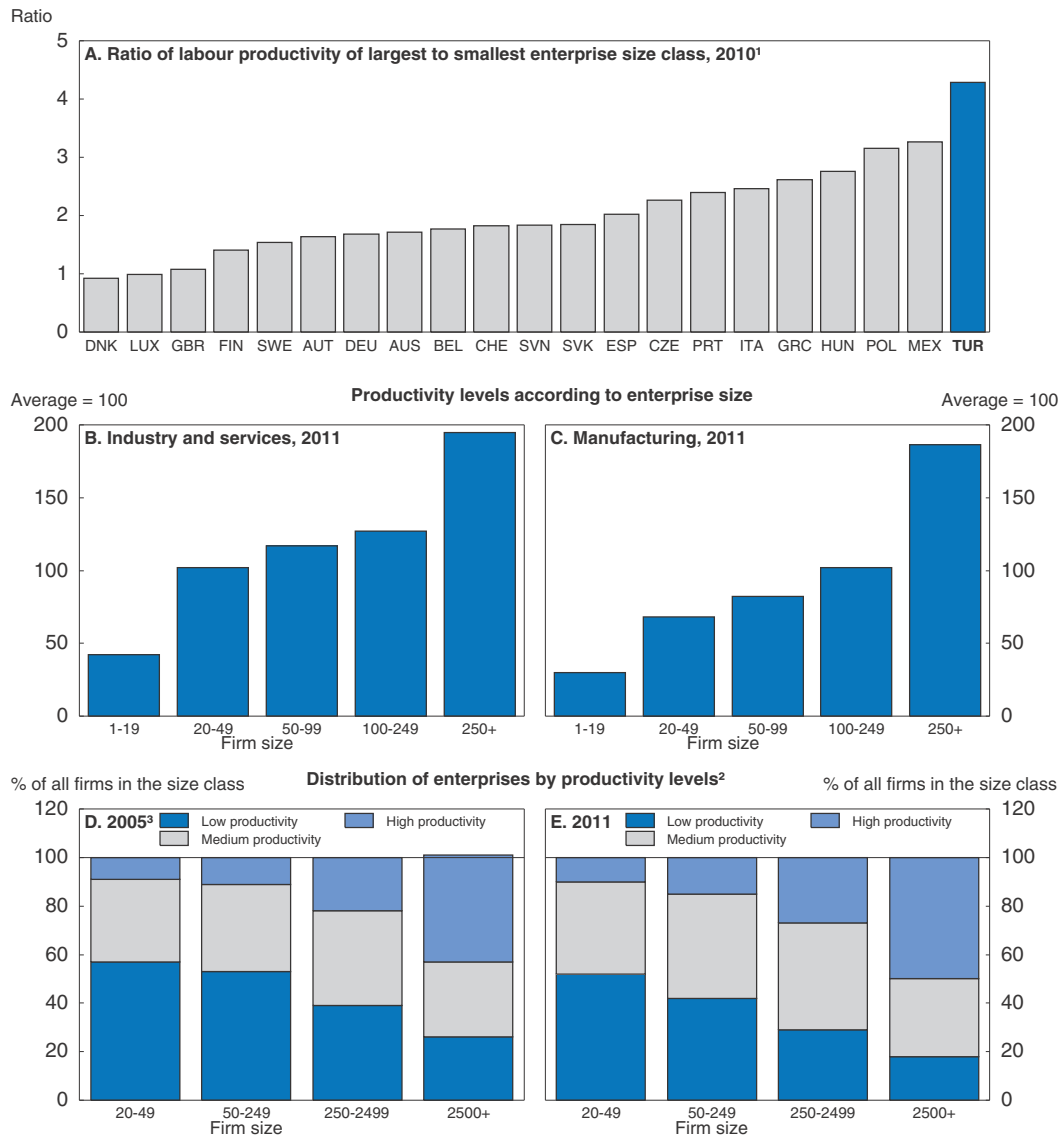 Ratio
A. Ratio of labour productivity of largest to smallest enterprise size class, 2010¹
5
4
3
2
1
0
DNK LUX GBR FIN SWE AUT DEU AUS BEL CHE SVN SVK ESP CZE PRT ITA GRC HUN POL MEX TUR
Productivity levels according to enterprise size
Average = 100 Average = 100
B. Industry and services, 2011
200
150
100
50
0
1-19 20-49 50-99 100-249 250+
Firm size
C. Manufacturing, 2011
200
150
100
50
0
1-19 20-49 50-99 100-249 250+
Firm size
Distribution of enterprises by productivity levels²
% of all firms in the size class % of all firms in the size class
D. 2005³
Low productivity High productivity
Medium productivity
120
100
80
60
40
20
0
20-49 50-249 250-2499 2500+
Firm size
E. 2011
Low productivity High productivity
Medium productivity
120
100
80
60
40
20
0
20-49 50-249 250-2499 2500+
Firm size